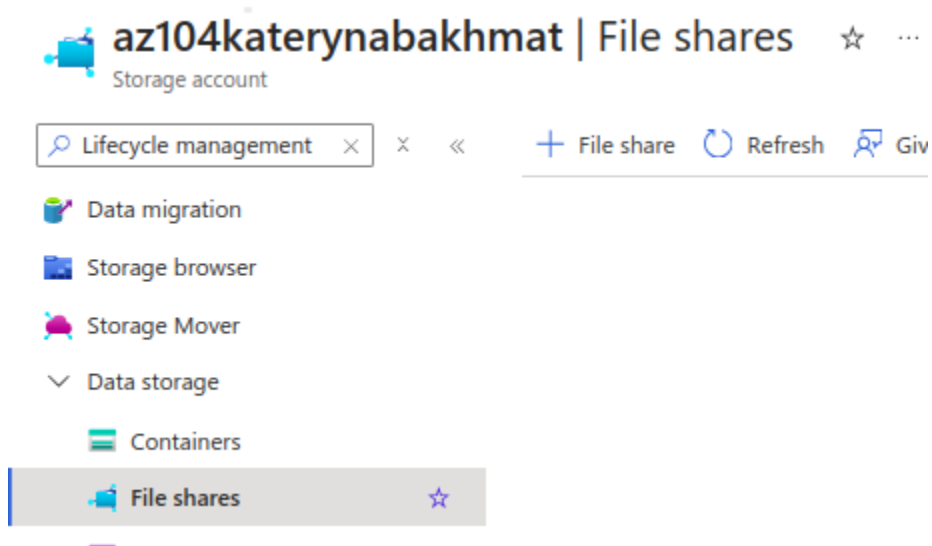 az104katerynabakhmat | File shares
Storage account
Lifecycle management
File share Refresh
Data migration
Storage browser
Storage Mover
Data storage
Containers
File shares